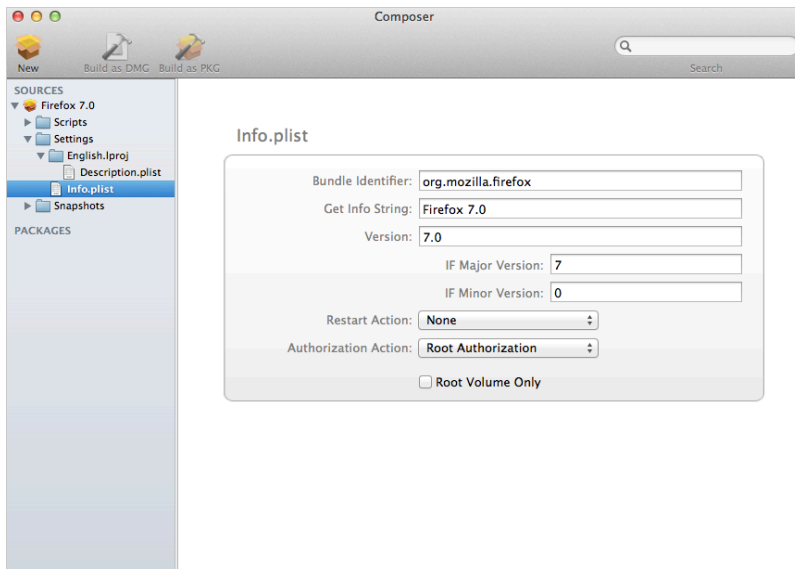 Composer
New
Build as DMG
Build as PKG
Search
SOURCES
Firefox 7.0
Scripts
Settings
English.lproj
Description.plist
Info.plist
Snapshots
PACKAGES
Info.plist
Bundle Identifier: org.mozilla.firefox
Get Info String: Firefox 7.0
Version: 7.0
IF Major Version: 7
IF Minor Version: 0
Restart Action: None
Authorization Action: Root Authorization
Root Volume Only